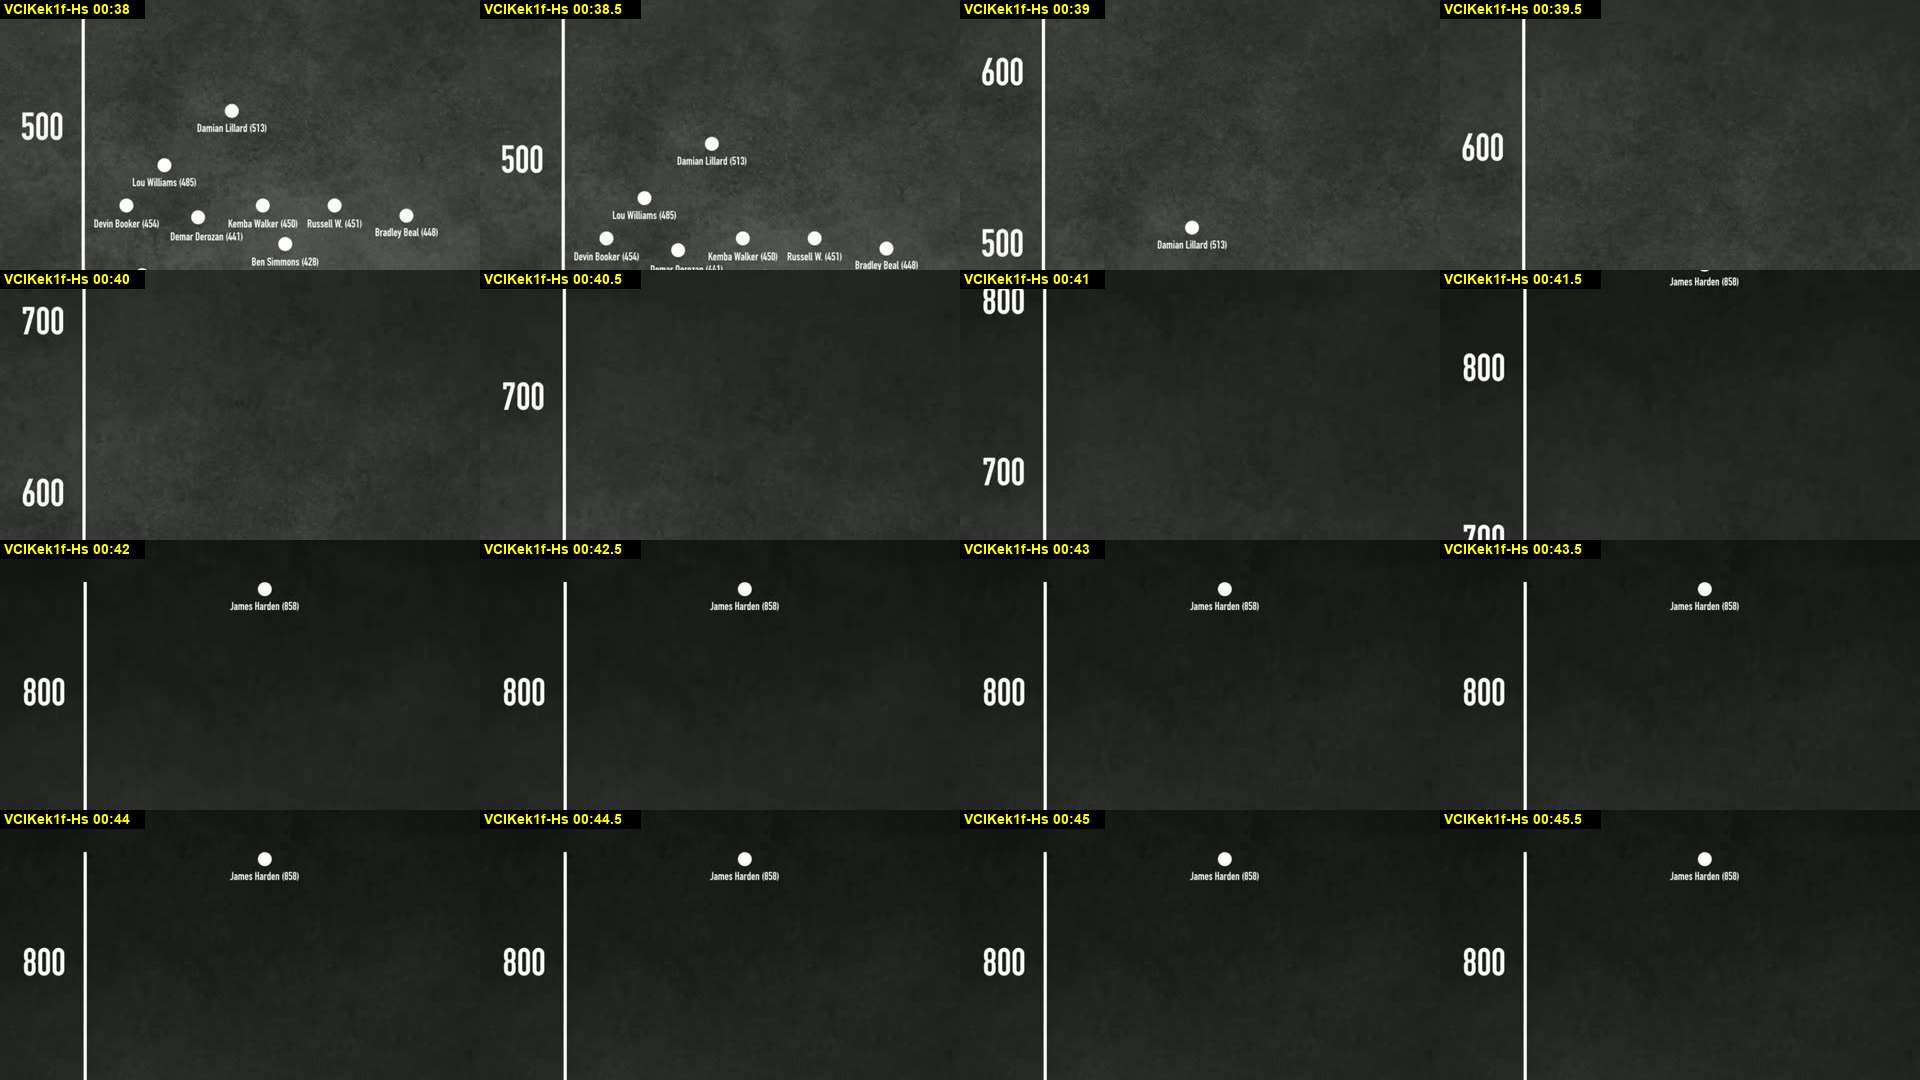 VCIKek1f-Hs 00:38
500
Damian Lillard (513)
Lou Williams (485)
Devin Booker (454)
Kemba Walker (450)
Russell W. (451)
Demar Derozan (441)
Bradley Beal (448)
Ben Simmons (428)
VCIKek1f-Hs 00:38.5
500
Damian Lillard (513)
Lou Williams (485)
Devin Booker (454)
Kemba Walker (450)
Russell W. (451)
Demar Derozan (441)
Bradley Beal (448)
VCIKek1f-Hs 00:39
600
500
Damian Lillard (513)
VCIKek1f-Hs 00:39.5
600
VCIKek1f-Hs 00:40
700
600
VCIKek1f-Hs 00:40.5
700
VCIKek1f-Hs 00:41
800
700
VCIKek1f-Hs 00:41.5
James Harden (858)
800
700
VCIKek1f-Hs 00:42
James Harden (858)
800
VCIKek1f-Hs 00:42.5
James Harden (858)
800
VCIKek1f-Hs 00:43
James Harden (858)
800
VCIKek1f-Hs 00:43.5
James Harden (858)
800
VCIKek1f-Hs 00:44
James Harden (858)
800
VCIKek1f-Hs 00:44.5
James Harden (858)
800
VCIKek1f-Hs 00:45
James Harden (858)
800
VCIKek1f-Hs 00:45.5
James Harden (858)
800